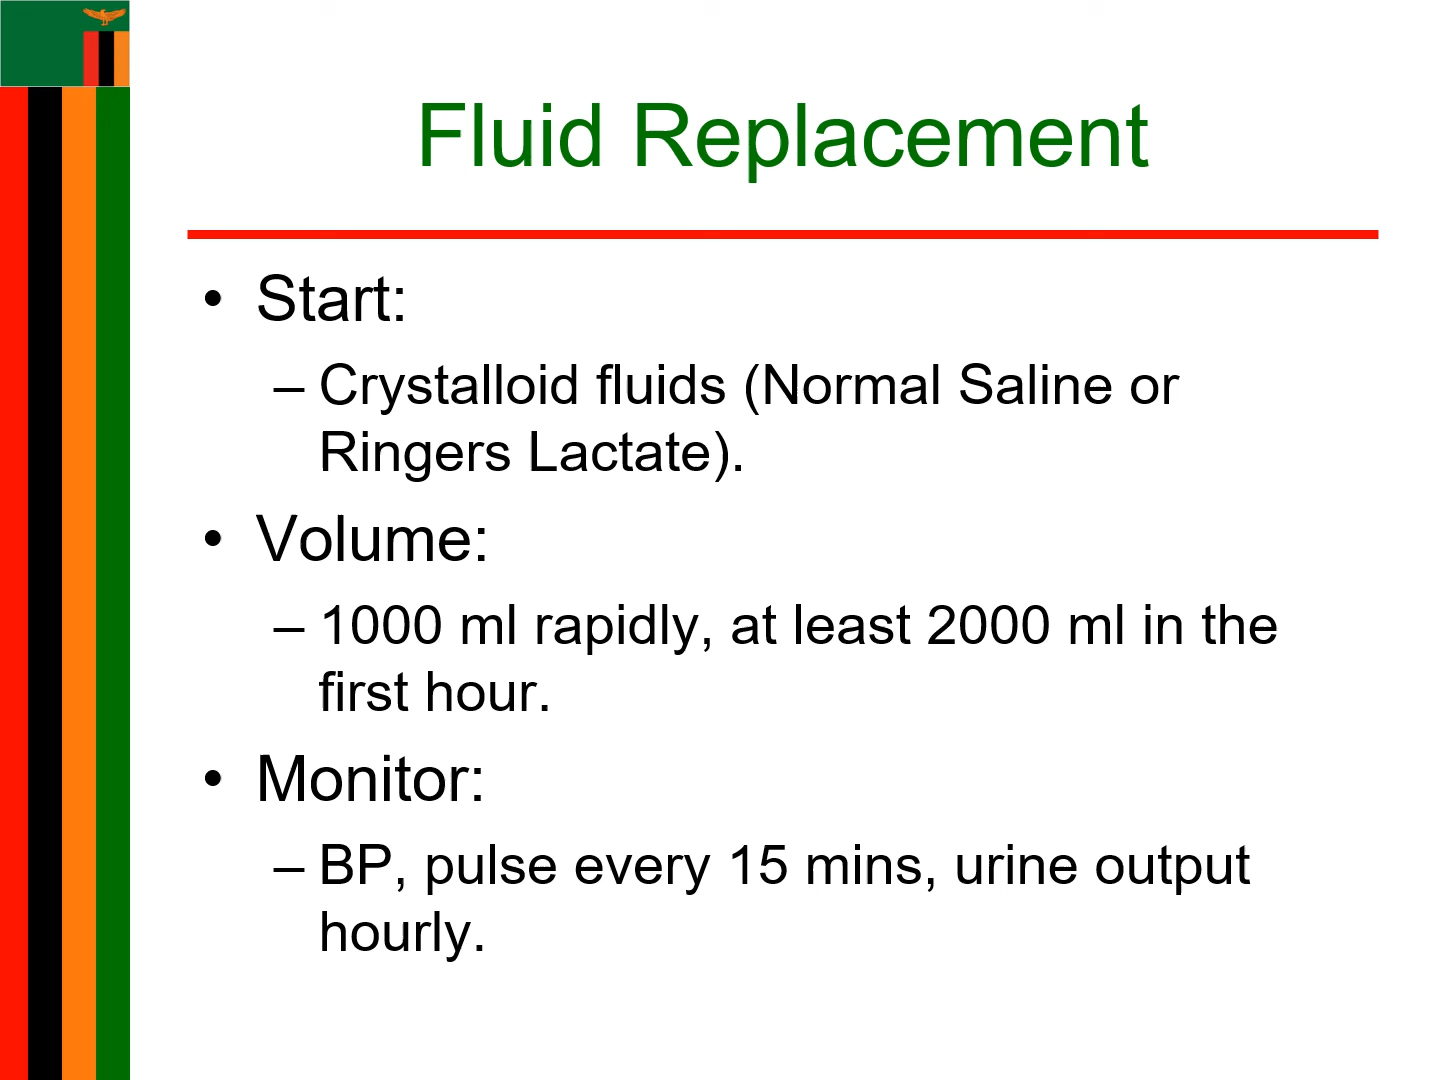 Fluid Replacement
• Start:
– Crystalloid fluids (Normal Saline or
Ringers Lactate).
• Volume:
– 1000 ml rapidly, at least 2000 ml in the
first hour.
• Monitor:
– BP, pulse every 15 mins, urine output
hourly.